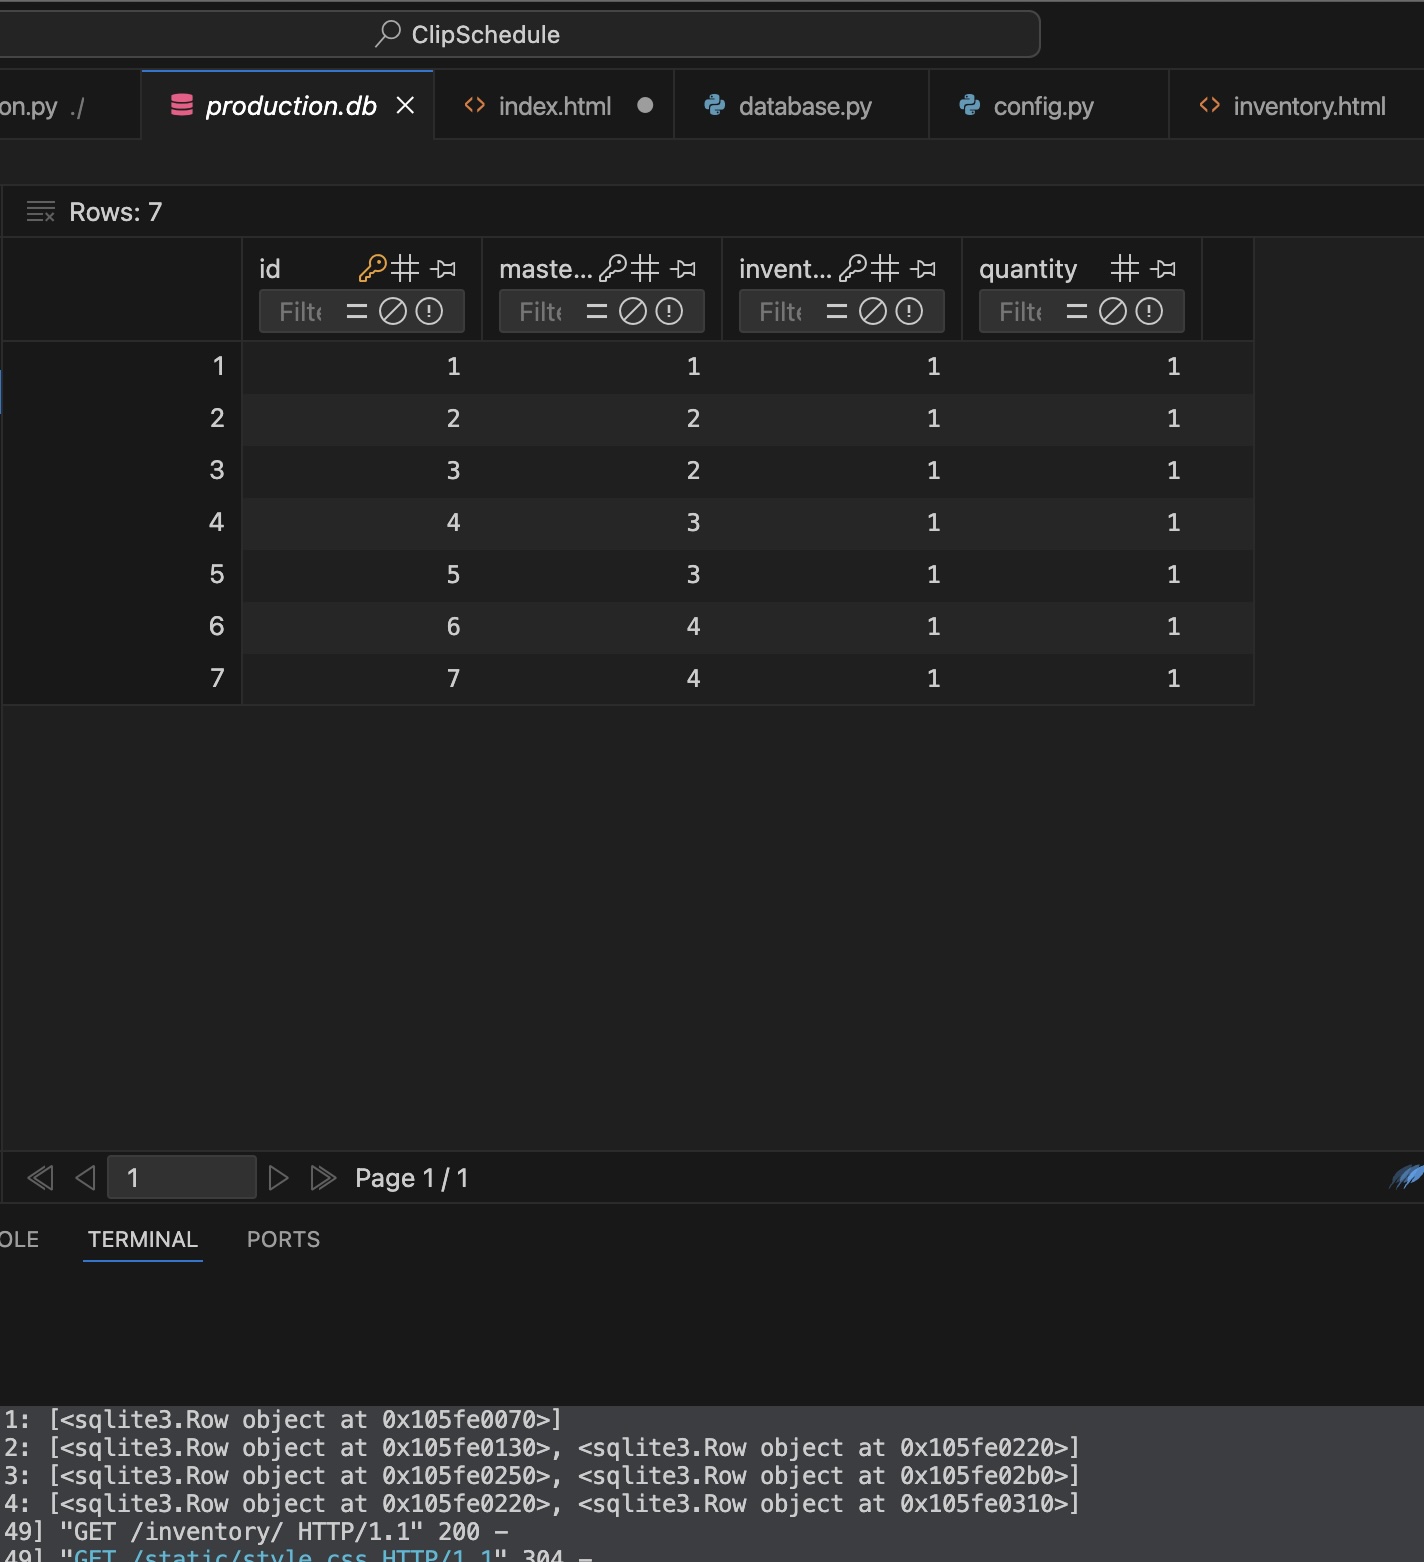 ClipSchedule
on.py ./ production.db index.html database.py config.py inventory.html
Rows: 7
id maste... invent... quantity
Filte Filte Filte Filte
1 1 1 1 1
2 2 2 1 1
3 3 2 1 1
4 4 3 1 1
5 5 3 1 1
6 6 4 1 1
7 7 4 1 1
1 Page 1 / 1
OLE TERMINAL PORTS
1: [<sqlite3.Row object at 0x105fe0070>]
2: [<sqlite3.Row object at 0x105fe0130>, <sqlite3.Row object at 0x105fe0220>]
3: [<sqlite3.Row object at 0x105fe0250>, <sqlite3.Row object at 0x105fe02b0>]
4: [<sqlite3.Row object at 0x105fe0220>, <sqlite3.Row object at 0x105fe0310>]
49] "GET /inventory/ HTTP/1.1" 200 -
49] "GET /static/style.css HTTP/1.1" 304 -